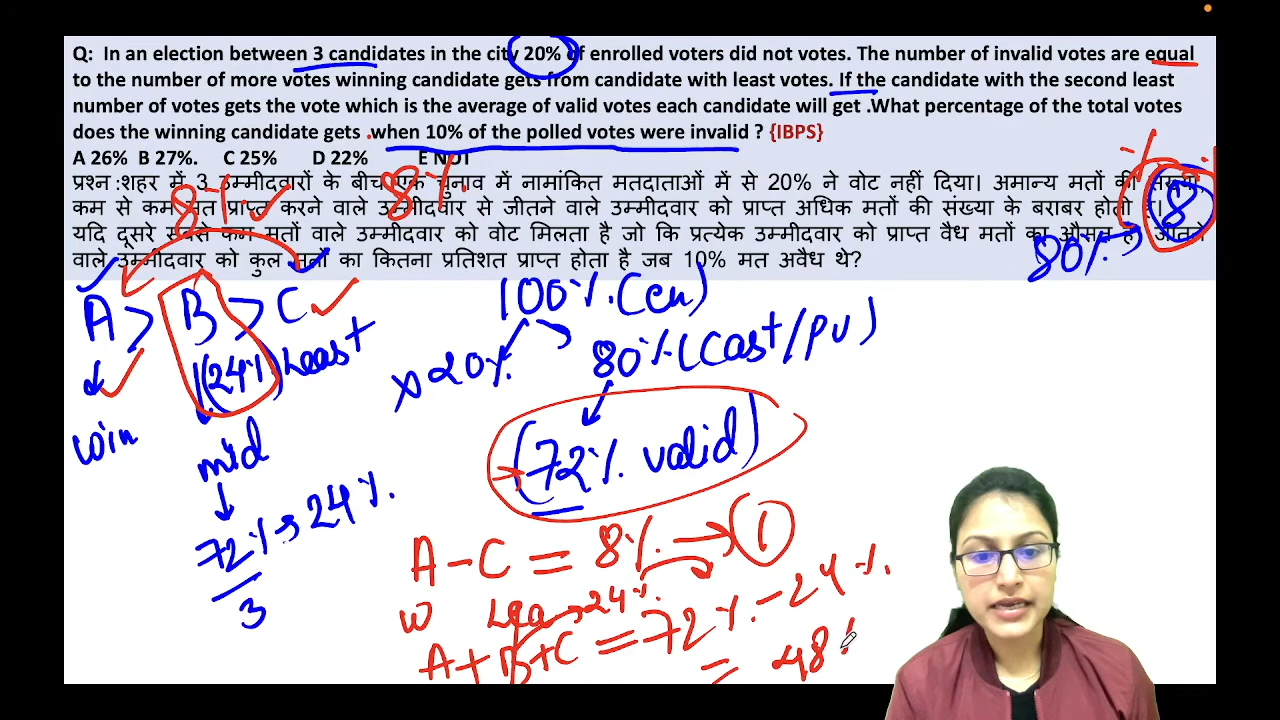 Q: In an election between 3 candidates in the city 20% of enrolled voters did not votes. The number of invalid votes are equal
to the number of more votes winning candidate gets from candidate with least votes. If the candidate with the second least
number of votes gets the vote which is the average of valid votes each candidate will get .What percentage of the total votes
does the winning candidate gets .when 10% of the polled votes were invalid ? {IBPS}
A 26% B 27%. C 25% D 22% E NOT
8% 8%
प्रश्न :शहर में 3 उम्मीदवारों के बीच एक चुनाव में नामांकित मतदाताओं में से 20% ने वोट नहीं दिया। अमान्य मतों की संख्या
कम से कम मत प्राप्त करने वाले उम्मीदवार से जीतने वाले उम्मीदवार को प्राप्त अधिक मतों की संख्या के बराबर होती है।
8
यदि दूसरे सबसे कम मतों वाले उम्मीदवार को वोट मिलता है जो कि प्रत्येक उम्मीदवार को प्राप्त वैध मतों का औसत है। जीतने
वाले उम्मीदवार को कुल मतों का कितना प्रतिशत प्राप्त होता है जब 10% मत अवैध थे?
80%
A > B > C
100% (en)
(24%) Least
x 20% 80% (Cast/PV)
win mid
(72% valid)
72% → 24%
3
A - C = 8% → 1
W Lea → 24%
A + B + C = 72% - 24%
= 48%